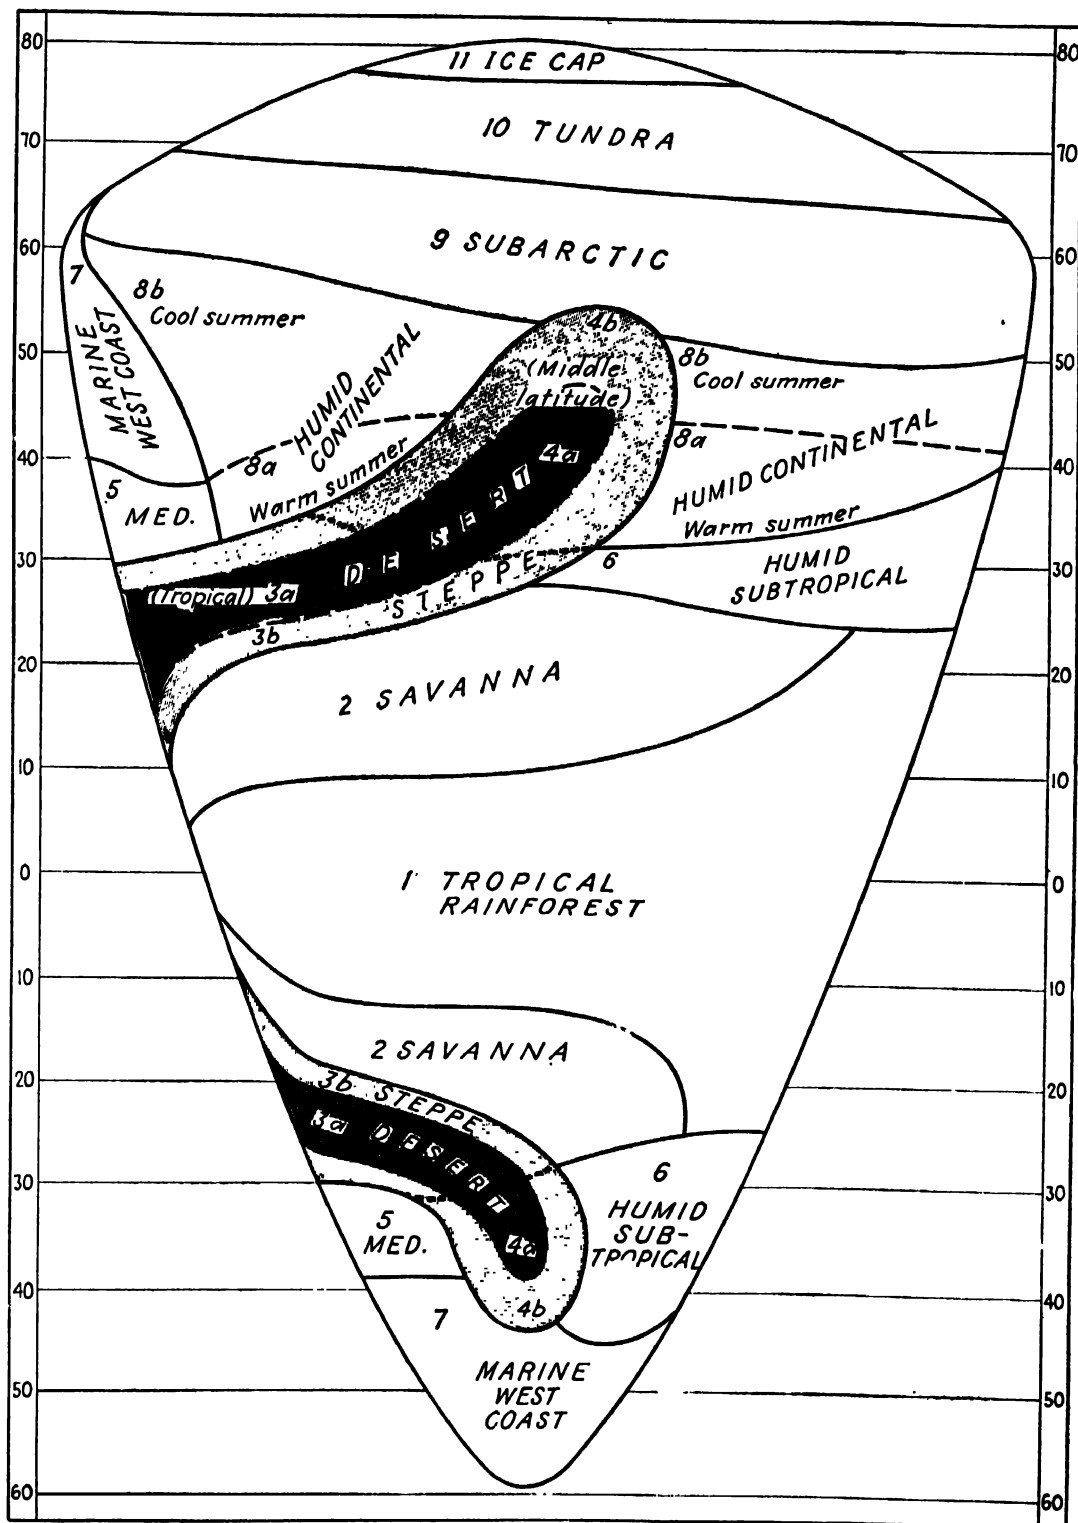 80
80
11 ICE CAP
10 TUNDRA
70
70
9 SUBARCTIC
60
60
7
8b
Cool summer
MARINE
WEST COAST
4b
(Middle
latitude)
50
50
8b
Cool summer
HUMID
CONTINENTAL
8a
Warm summer
8a
HUMID CONTINENTAL
Warm summer
40
40
4a
5
MED.
DESERT
30
30
6
HUMID
SUBTROPICAL
(Tropical) 3a
STEPPE
3b
20
20
2 SAVANNA
10
10
0
0
1 TROPICAL
RAINFOREST
10
10
2 SAVANNA
20
20
3b STEPPE
3a DESERT
30
30
6
HUMID
SUB-
TROPICAL
5
MED.
4a
40
40
7
4b
MARINE
WEST
COAST
50
50
60
60